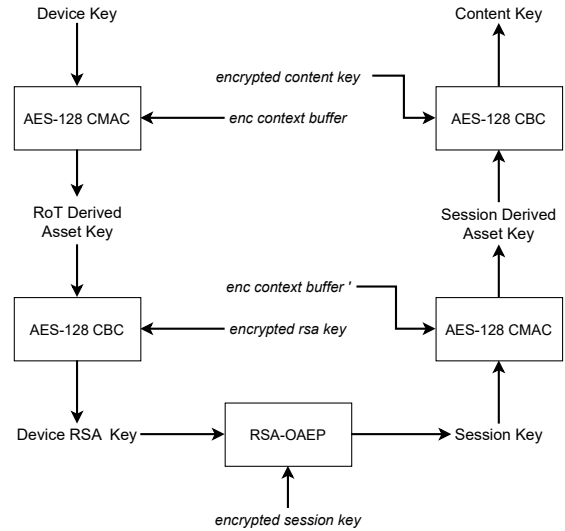 Device Key
Content Key
encrypted content key
AES-128 CMAC
enc context buffer
AES-128 CBC
RoT Derived
Asset Key
Session Derived
Asset Key
enc context buffer '
AES-128 CBC
encrypted rsa key
AES-128 CMAC
Device RSA Key
RSA-OAEP
Session Key
encrypted session key